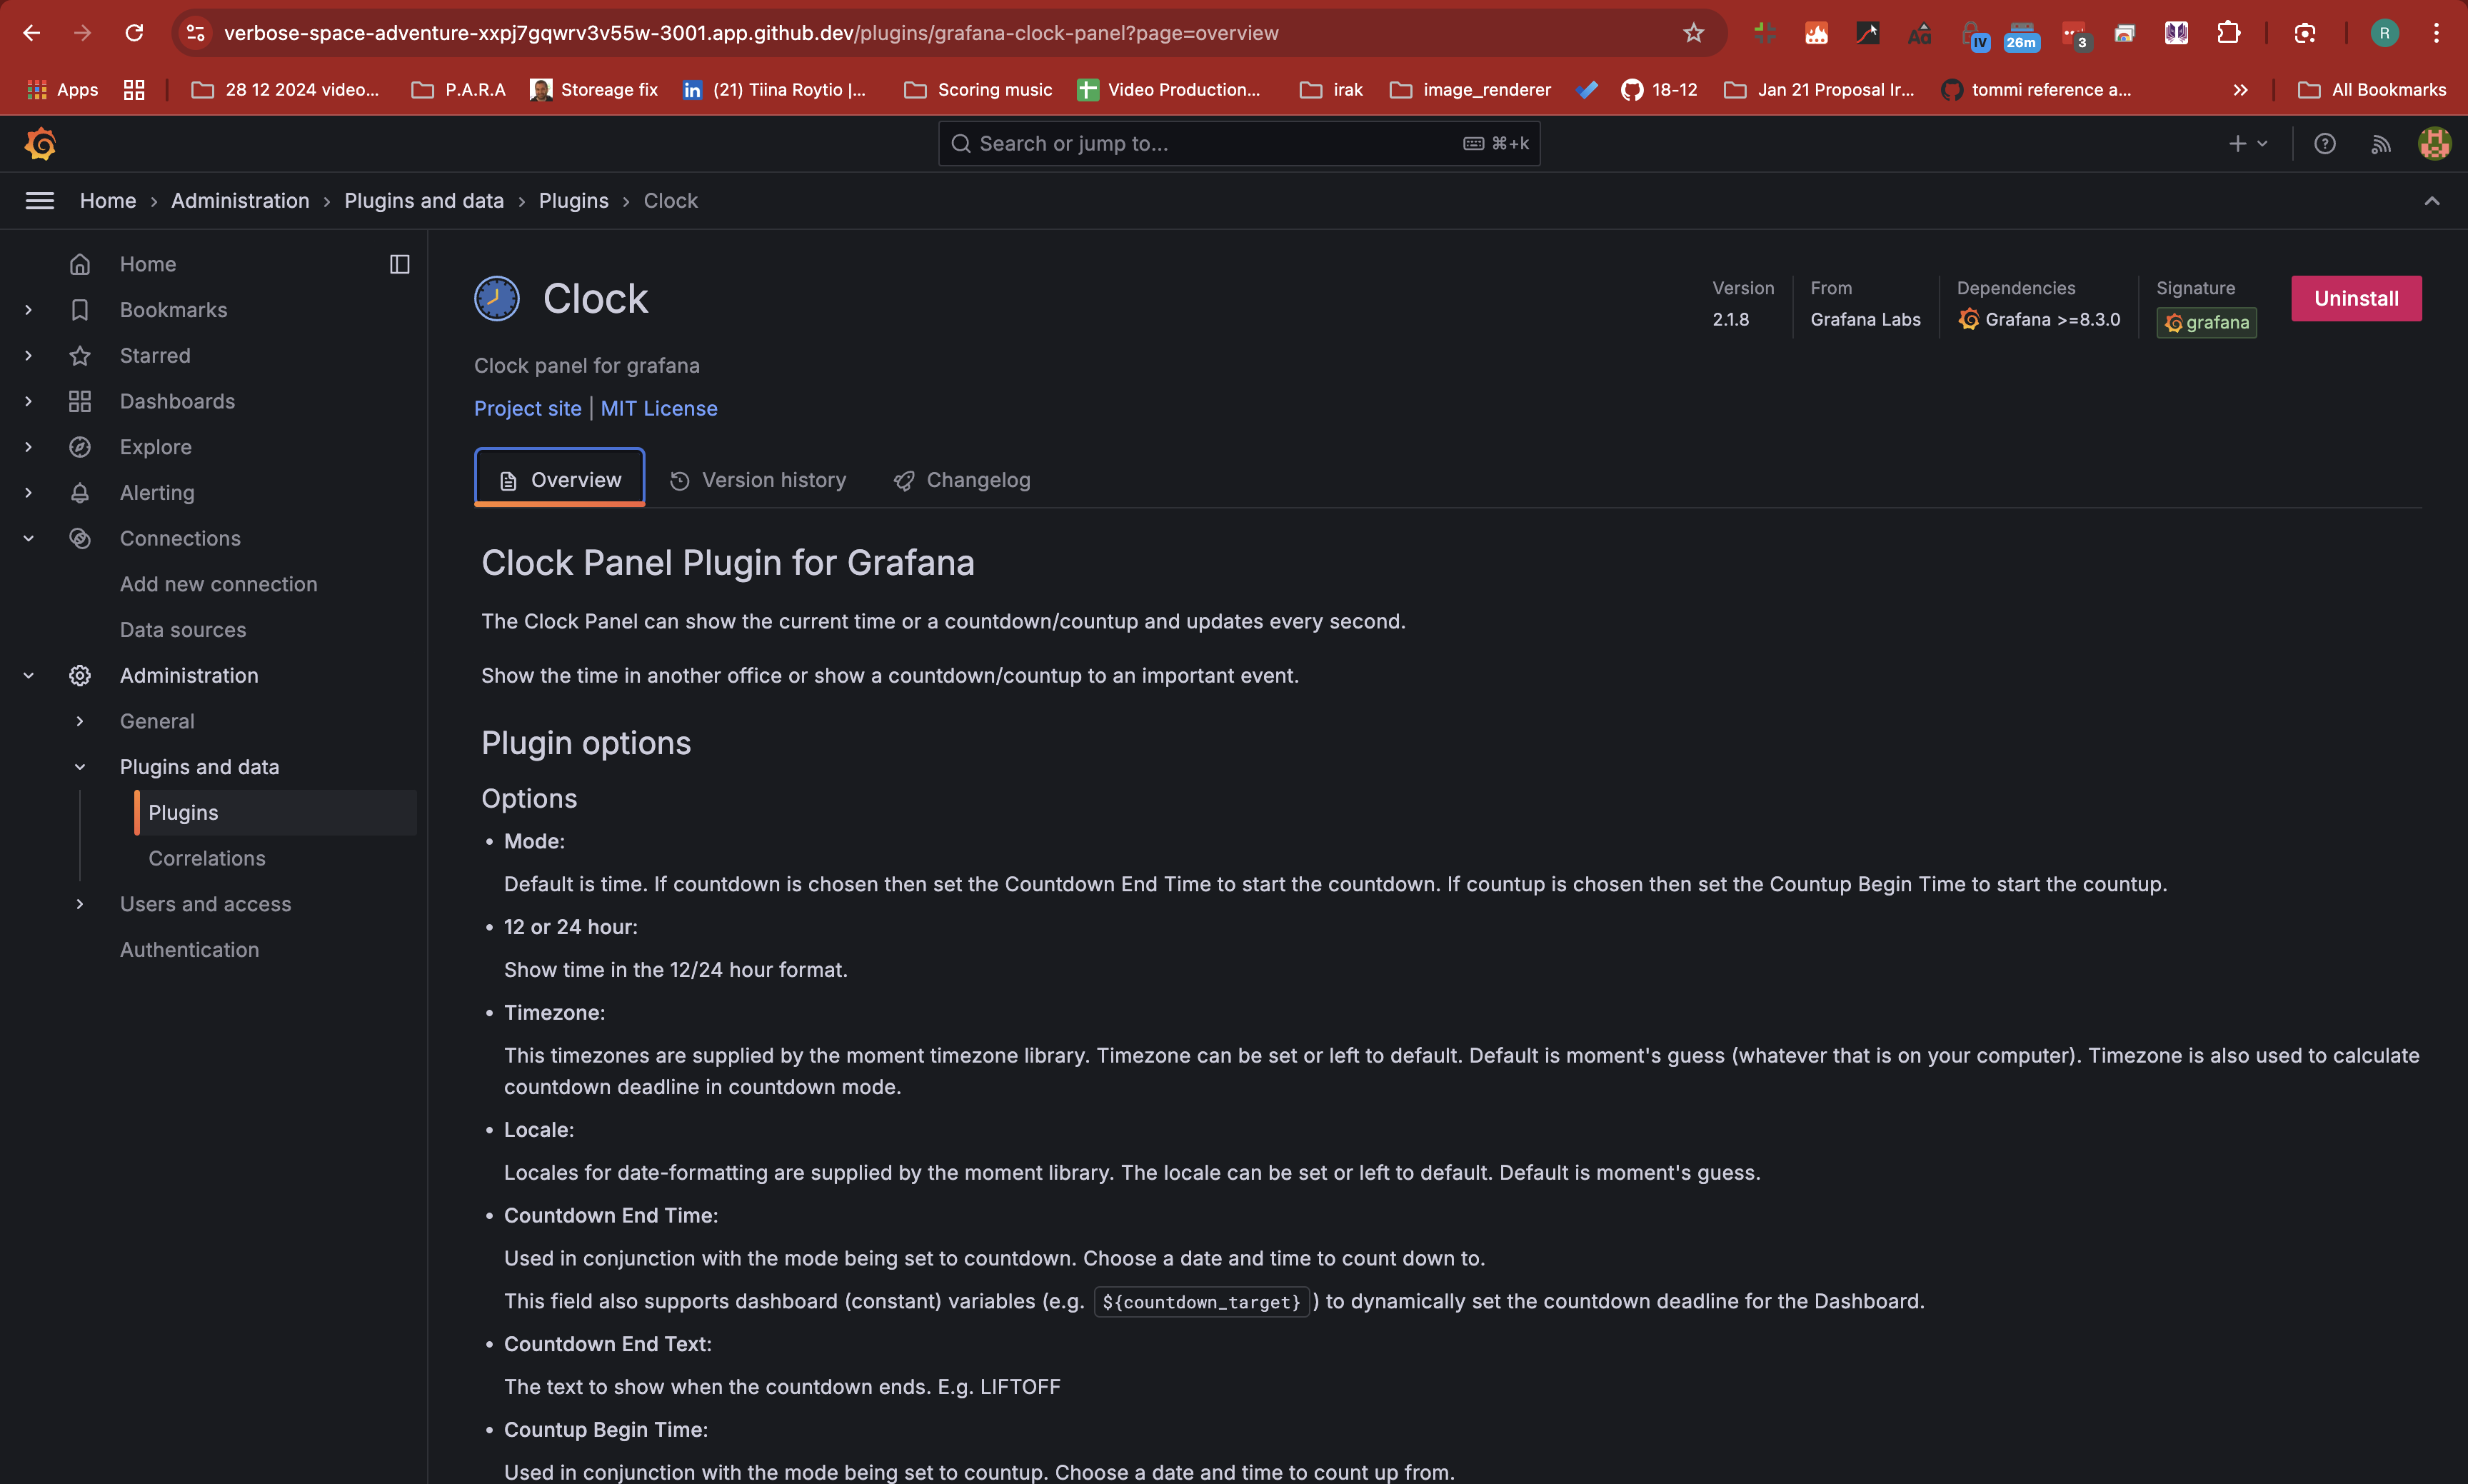 verbose-space-adventure-xxpj7gqwrv3v55w-3001.app.github.dev/plugins/grafana-clock-panel?page=overview
IV
26m
3
R
Apps
28 12 2024 video...
P.A.R.A
Storeage fix
in
(21) Tiina Roytio |...
Scoring music
Video Production...
irak
image_renderer
18-12
Jan 21 Proposal Ir...
tommi reference a...
All Bookmarks
Search or jump to...
⌘+k
Home › Administration › Plugins and data › Plugins › Clock
Home
Bookmarks
Starred
Dashboards
Explore
Alerting
Connections
Add new connection
Data sources
Administration
General
Plugins and data
Plugins
Correlations
Users and access
Authentication
Clock
Version
2.1.8
From
Grafana Labs
Dependencies
Grafana >=8.3.0
Signature
grafana
Uninstall
Clock panel for grafana
Project site | MIT License
Overview
Version history
Changelog
Clock Panel Plugin for Grafana
The Clock Panel can show the current time or a countdown/countup and updates every second.
Show the time in another office or show a countdown/countup to an important event.
Plugin options
Options
• Mode:
Default is time. If countdown is chosen then set the Countdown End Time to start the countdown. If countup is chosen then set the Countup Begin Time to start the countup.
• 12 or 24 hour:
Show time in the 12/24 hour format.
• Timezone:
This timezones are supplied by the moment timezone library. Timezone can be set or left to default. Default is moment's guess (whatever that is on your computer). Timezone is also used to calculate
countdown deadline in countdown mode.
• Locale:
Locales for date-formatting are supplied by the moment library. The locale can be set or left to default. Default is moment's guess.
• Countdown End Time:
Used in conjunction with the mode being set to countdown. Choose a date and time to count down to.
This field also supports dashboard (constant) variables (e.g. ${countdown_target}) to dynamically set the countdown deadline for the Dashboard.
• Countdown End Text:
The text to show when the countdown ends. E.g. LIFTOFF
• Countup Begin Time:
Used in conjunction with the mode being set to countup. Choose a date and time to count up from.